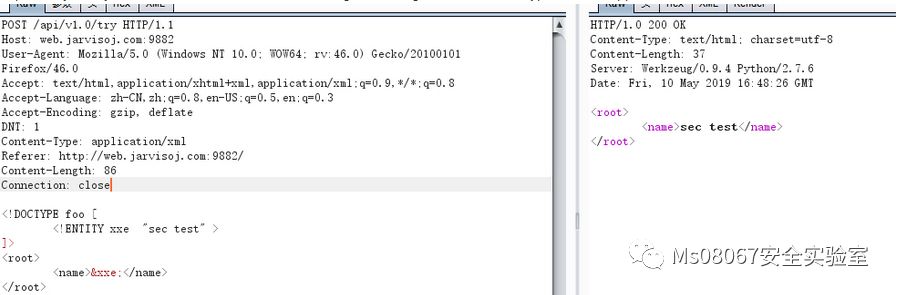 Raw
参数
头
Hex
XML
POST /api/v1.0/try HTTP/1.1
Host: web.jarvisoj.com:9882
User-Agent: Mozilla/5.0 (Windows NT 10.0; WOW64; rv:46.0) Gecko/20100101
Firefox/46.0
Accept: text/html,application/xhtml+xml,application/xml;q=0.9,*/*;q=0.8
Accept-Language: zh-CN,zh;q=0.8,en-US;q=0.5,en;q=0.3
Accept-Encoding: gzip, deflate
DNT: 1
Content-Type: application/xml
Referer: http://web.jarvisoj.com:9882/
Content-Length: 86
Connection: close
<!DOCTYPE foo [
<!ENTITY xxe "sec test" >
]>
<root>
<name>&xxe;</name>
</root>
Raw
头
Hex
XML
Render
HTTP/1.0 200 OK
Content-Type: text/html; charset=utf-8
Content-Length: 37
Server: Werkzeug/0.9.4 Python/2.7.6
Date: Fri, 10 May 2019 16:48:26 GMT
<root>
<name>sec test</name>
</root>
Ms08067安全实验室